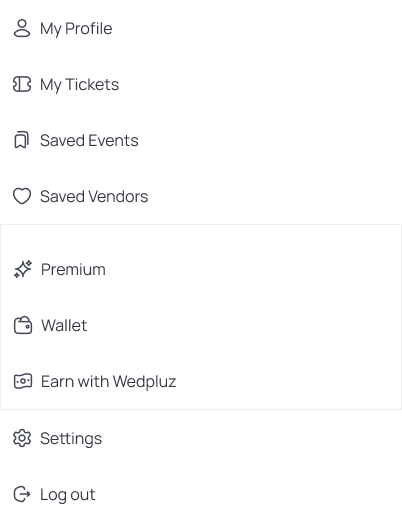 My Profile
My Tickets
Saved Events
Saved Vendors
Premium
Wallet
Earn with Wedpluz
Settings
Log out